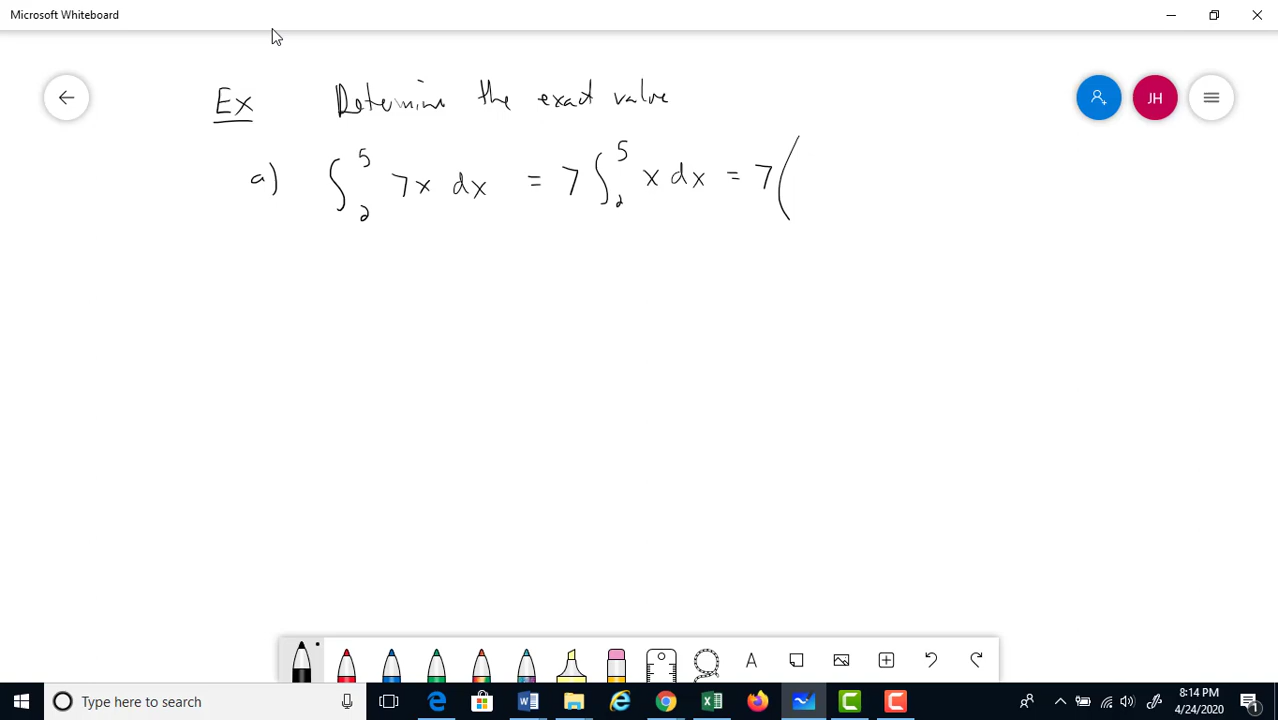 Microsoft Whiteboard
Ex Determine the exact value
JH
a) ∫₂⁵ 7x dx = 7 ∫₂⁵ x dx = 7(
A
Type here to search
8:14 PM
4/24/2020
1